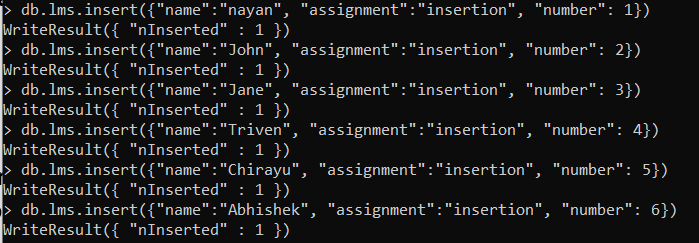 > db.lms.insert({"name":"nayan", "assignment":"insertion", "number": 1})
WriteResult({ "nInserted" : 1 })
> db.lms.insert({"name":"John", "assignment":"insertion", "number": 2})
WriteResult({ "nInserted" : 1 })
> db.lms.insert({"name":"Jane", "assignment":"insertion", "number": 3})
WriteResult({ "nInserted" : 1 })
> db.lms.insert({"name":"Triven", "assignment":"insertion", "number": 4})
WriteResult({ "nInserted" : 1 })
> db.lms.insert({"name":"Chirayu", "assignment":"insertion", "number": 5})
WriteResult({ "nInserted" : 1 })
> db.lms.insert({"name":"Abhishek", "assignment":"insertion", "number": 6})
WriteResult({ "nInserted" : 1 })